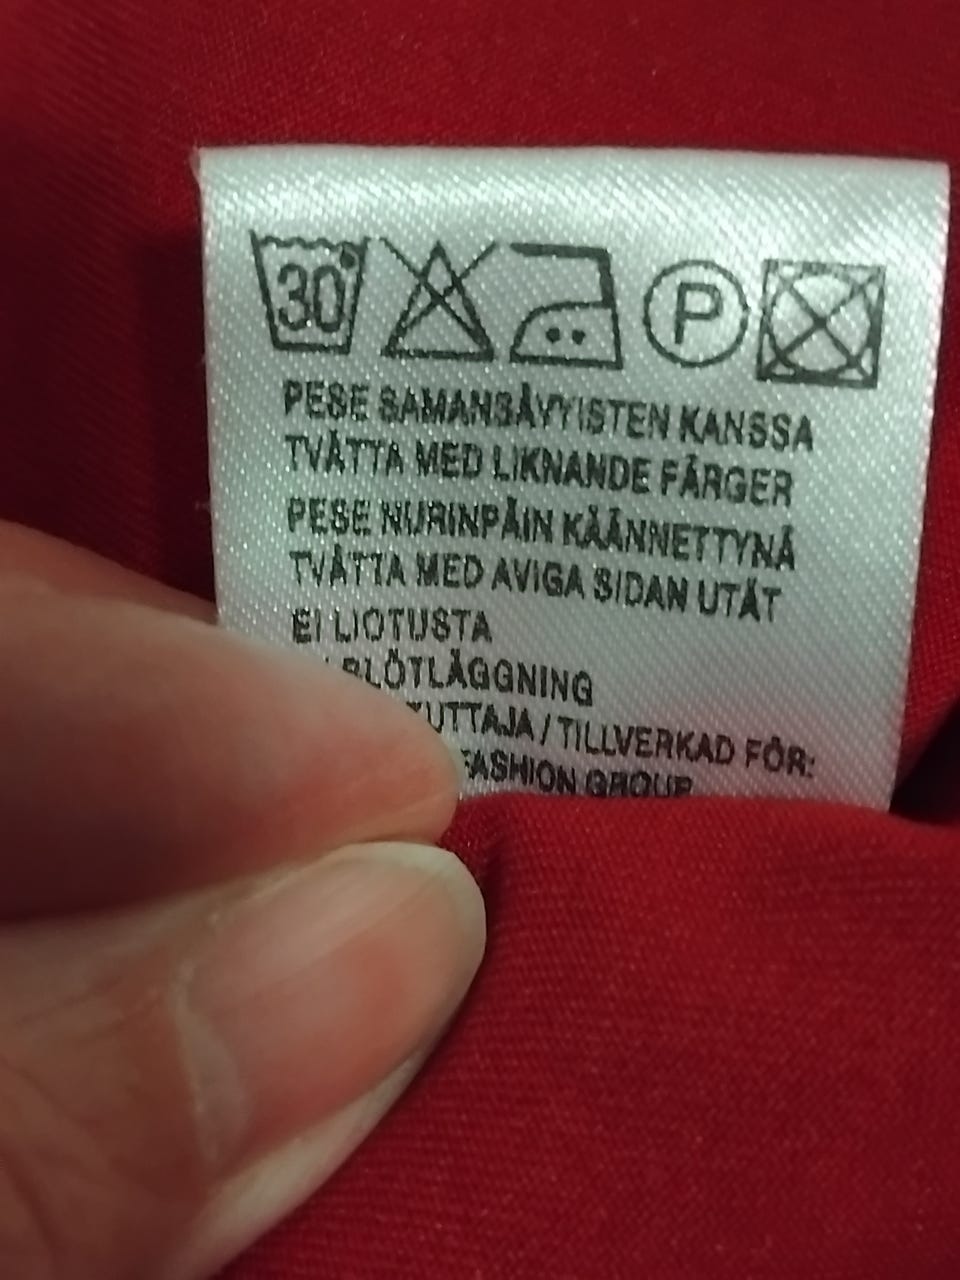 30°
P
PESE SAMANSÄVYISTEN KANSSA
TVÄTTA MED LIKNANDE FÄRGER
PESE NURINPÄIN KÄÄNNETTYNÄ
TVÄTTA MED AVIGA SIDAN UTÅT
EI LIOTUSTA
BLÖTLÄGGNING
TUTTAJA / TILLVERKAD FÖR:
FASHION GROUP